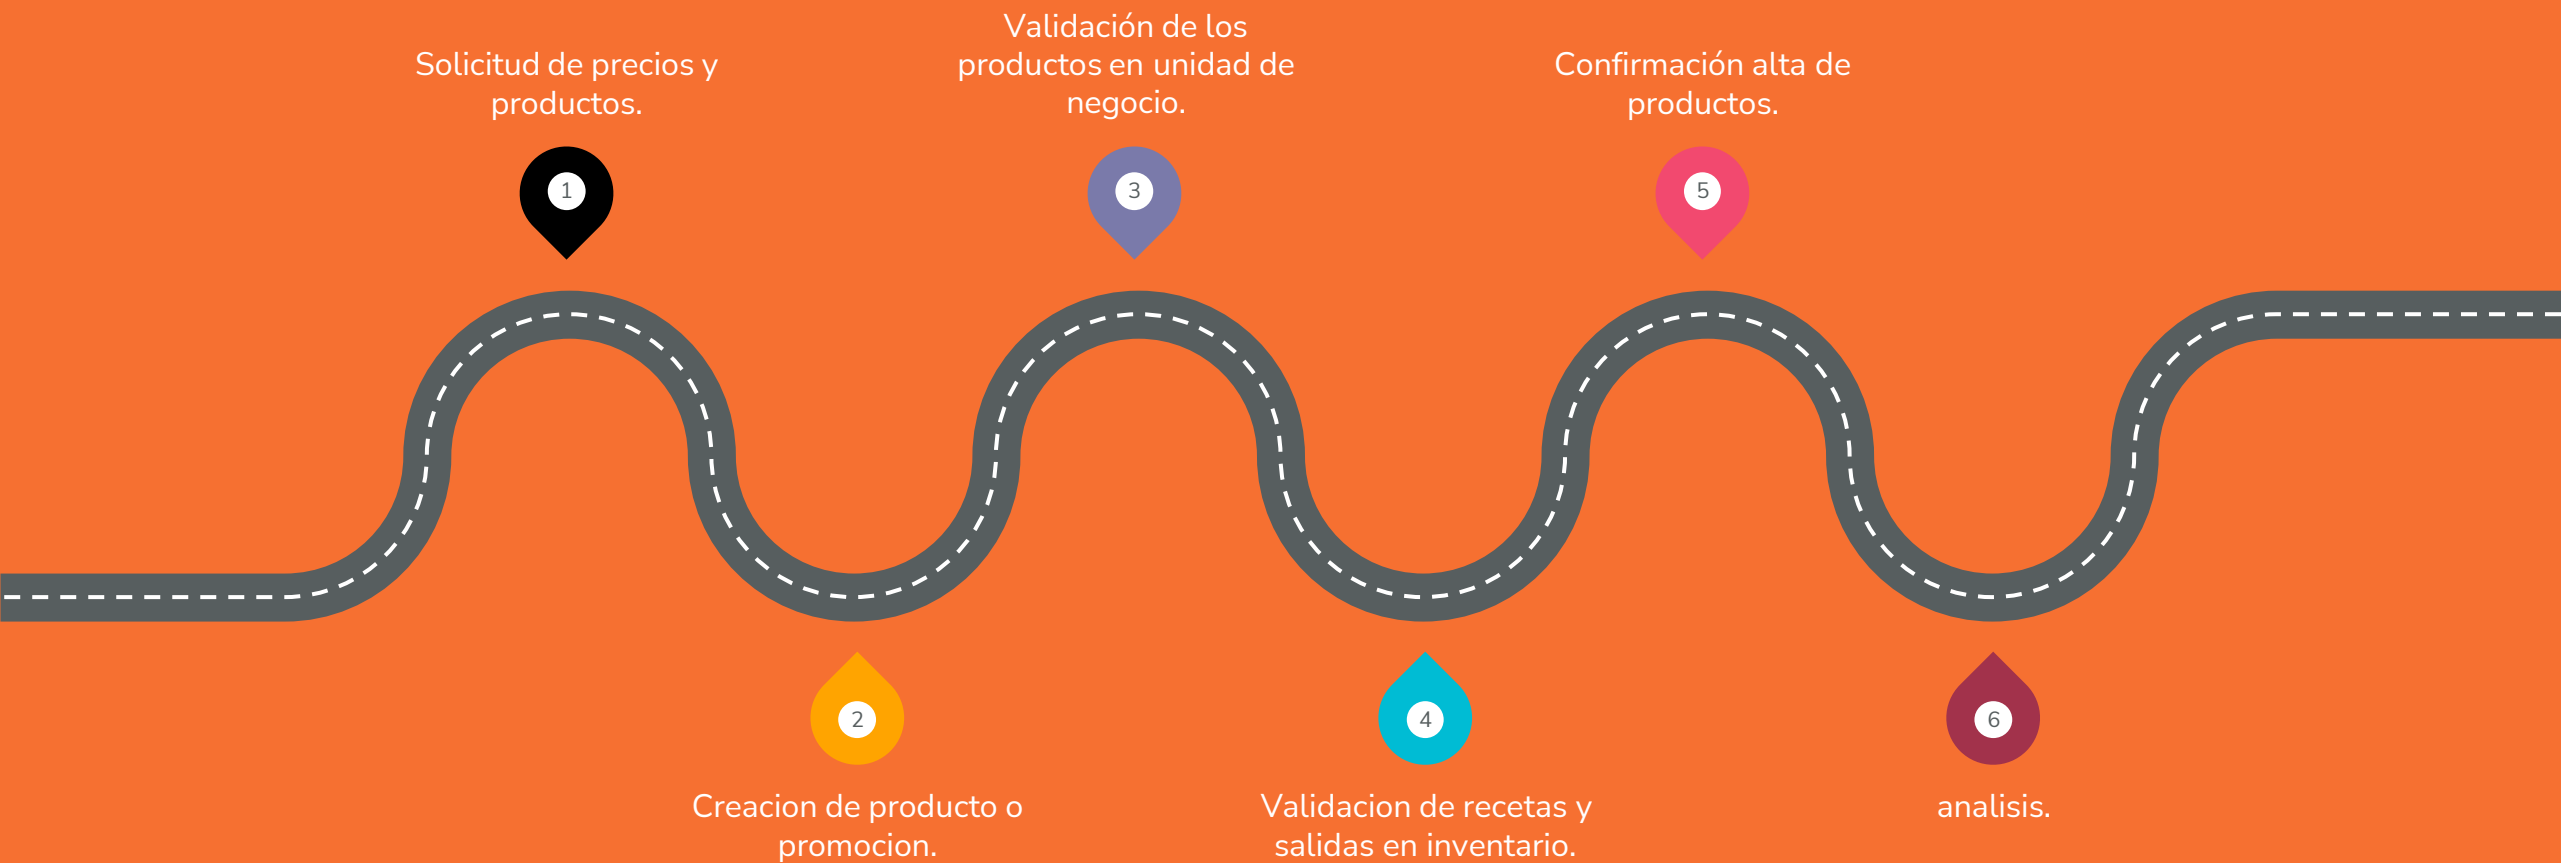 Solicitud de precios y
productos.
1
Creacion de producto o
promocion.
2
Validación de los
productos en unidad de
negocio.
3
Validacion de recetas y
salidas en inventario.
4
Confirmación alta de
productos.
5
analisis.
6